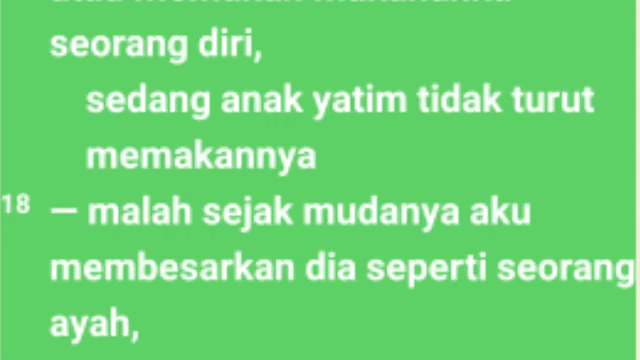 seorang diri,
sedang anak yatim tidak turut
memakannya
18 — malah sejak mudanya aku
membesarkan dia seperti seorang
ayah,